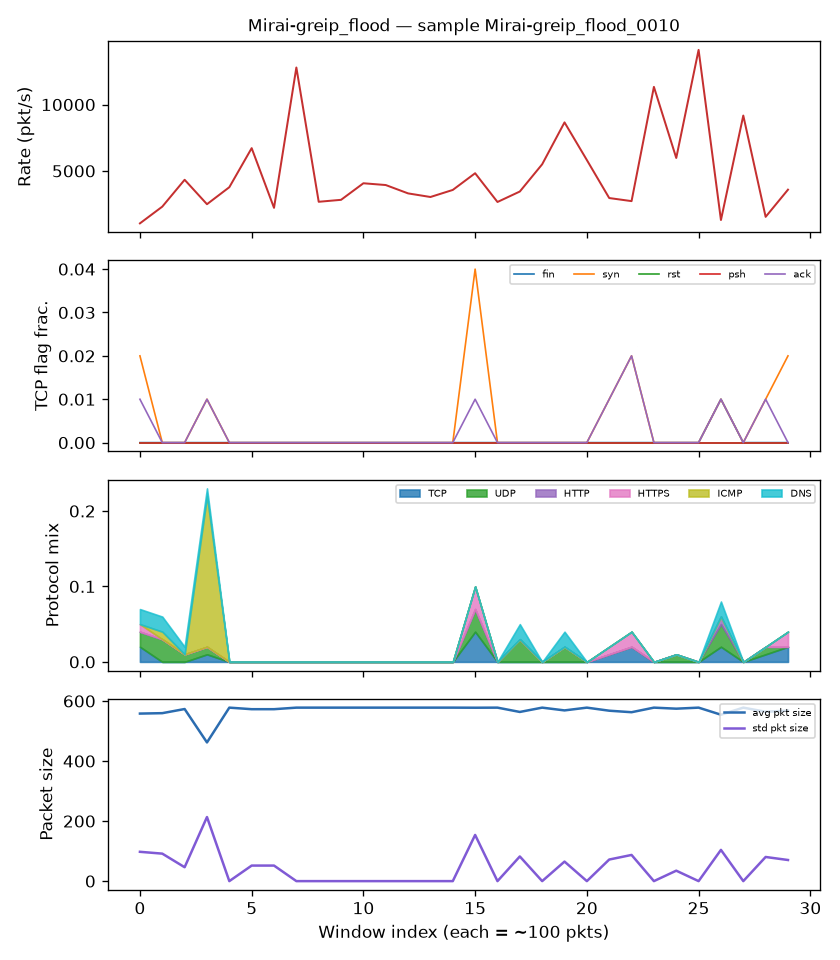 Mirai-greip_flood — sample Mirai-greip_flood_0010
Rate (pkt/s)
10000
5000
TCP flag frac.
0.04
0.03
0.02
0.01
0.00
fin syn rst psh ack
Protocol mix
0.2
0.1
0.0
TCP UDP HTTP HTTPS ICMP DNS
Packet size
600
400
200
0
avg pkt size
std pkt size
0 5 10 15 20 25 30
Window index (each = ~100 pkts)